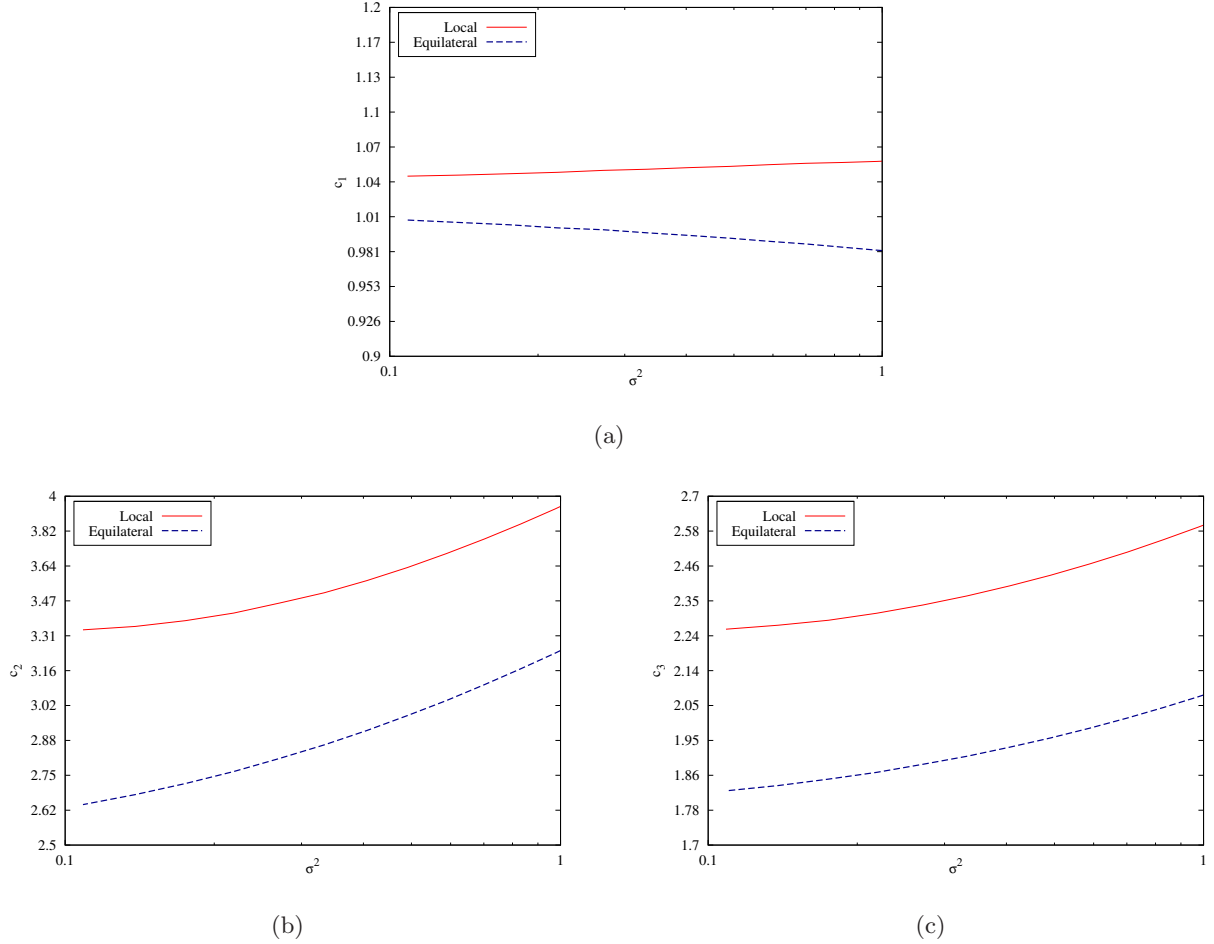 Local
Equilateral
1.2
1.17
1.13
1.1
1.07
1.04
1.01
0.981
0.953
0.926
0.9
c1
0.1
1
σ2
(a)
Local
Equilateral
4
3.82
3.64
3.47
3.31
3.16
3.02
2.88
2.75
2.62
2.5
c2
0.1
1
σ2
(b)
Local
Equilateral
2.7
2.58
2.46
2.35
2.24
2.14
2.05
1.95
1.86
1.78
1.7
c3
0.1
1
σ2
(c)